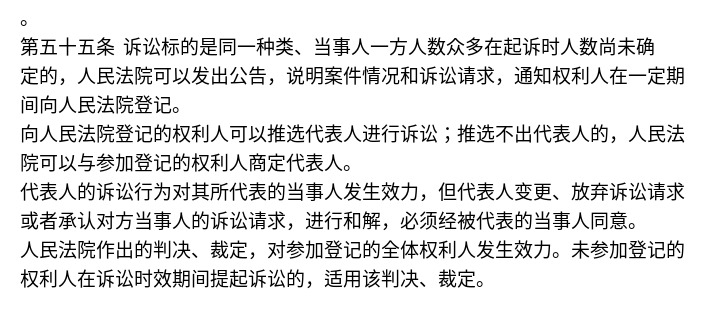 。
第五十五条 诉讼标的是同一种类、当事人一方人数众多在起诉时人数尚未确
定的，人民法院可以发出公告，说明案件情况和诉讼请求，通知权利人在一定期
间向人民法院登记。
向人民法院登记的权利人可以推选代表人进行诉讼；推选不出代表人的，人民法
院可以与参加登记的权利人商定代表人。
代表人的诉讼行为对其所代表的当事人发生效力，但代表人变更、放弃诉讼请求
或者承认对方当事人的诉讼请求，进行和解，必须经被代表的当事人同意。
人民法院作出的判决、裁定，对参加登记的全体权利人发生效力。未参加登记的
权利人在诉讼时效期间提起诉讼的，适用该判决、裁定。